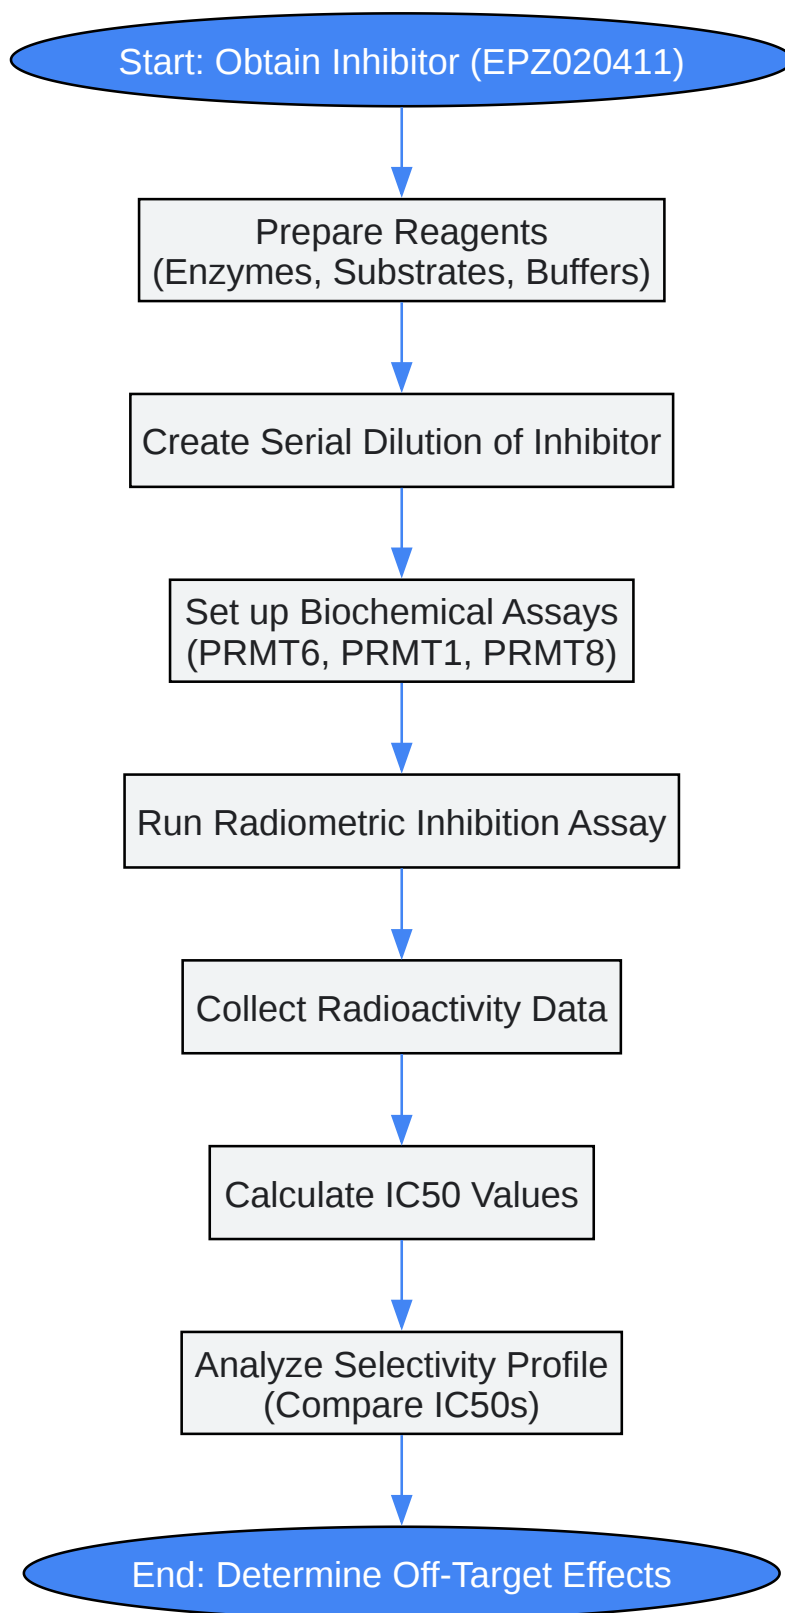 Start: Obtain Inhibitor (EPZ020411)
Prepare Reagents
(Enzymes, Substrates, Buffers)
Create Serial Dilution of Inhibitor
Set up Biochemical Assays
(PRMT6, PRMT1, PRMT8)
Run Radiometric Inhibition Assay
Collect Radioactivity Data
Calculate IC50 Values
Analyze Selectivity Profile
(Compare IC50s)
End: Determine Off-Target Effects